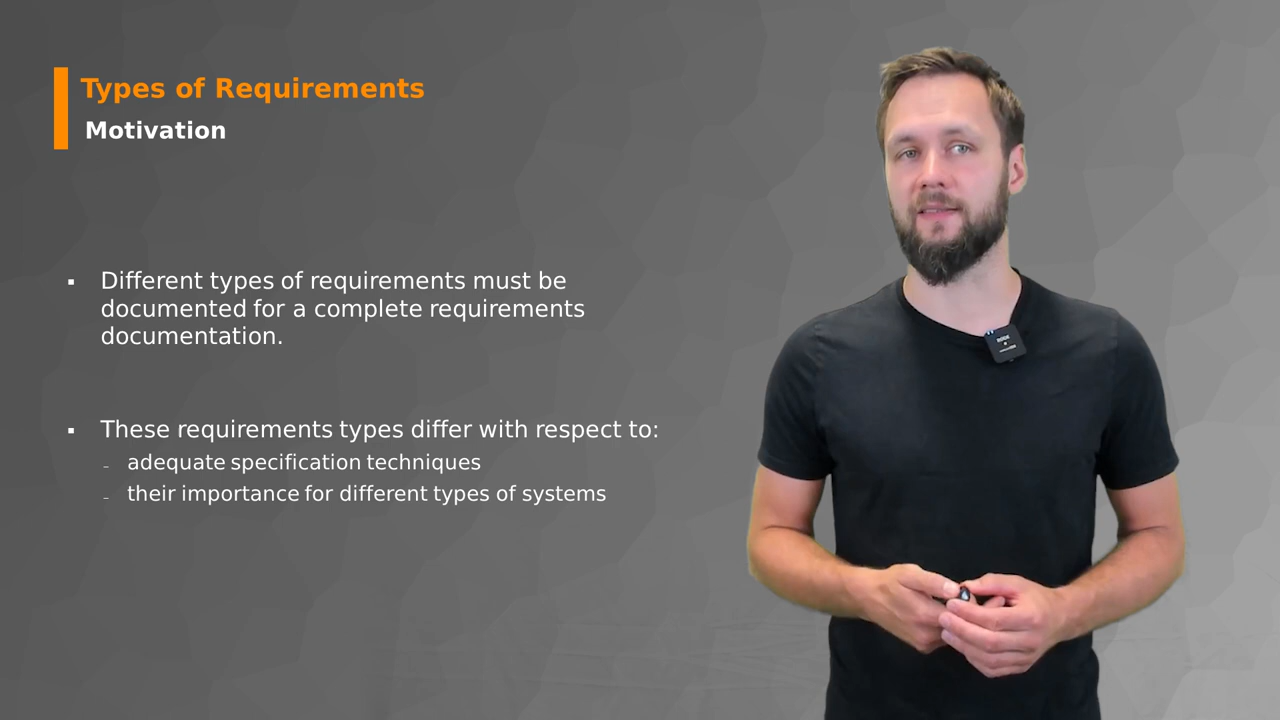 Types of Requirements
Motivation
▪ Different types of requirements must be
documented for a complete requirements
documentation.
▪ These requirements types differ with respect to:
– adequate specification techniques
– their importance for different types of systems